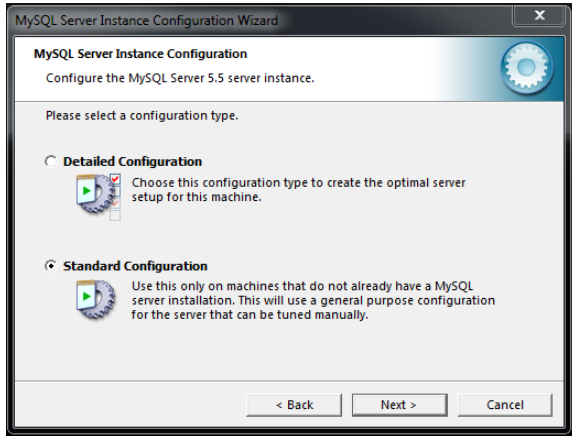 MySQL Server Instance Configuration Wizard
x
MySQL Server Instance Configuration
Configure the MySQL Server 5.5 server instance.
Please select a configuration type.
Detailed Configuration
Choose this configuration type to create the optimal server
setup for this machine.
Standard Configuration
Use this only on machines that do not already have a MySQL
server installation. This will use a general purpose configuration
for the server that can be tuned manually.
< Back
Next >
Cancel